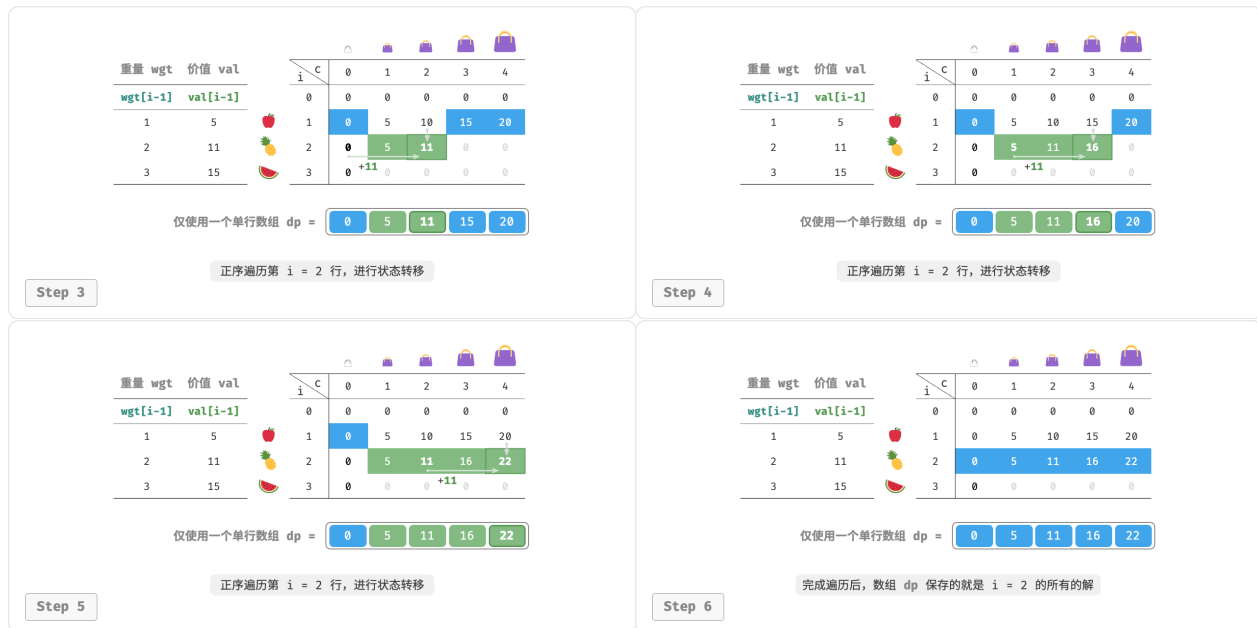 重量 wgt 价值 val
i C 0 1 2 3 4
wgt[i-1] val[i-1] 0 0 0 0 0 0
1 5 1 0 5 10 15 20
2 11 2 0 5 11 0 0
3 15 3 0 0 0 0 0
+11
仅使用一个单行数组 dp = 0 5 11 15 20
正序遍历第 i = 2 行，进行状态转移
Step 3
重量 wgt 价值 val
i C 0 1 2 3 4
wgt[i-1] val[i-1] 0 0 0 0 0 0
1 5 1 0 5 10 15 20
2 11 2 0 5 11 16 0
3 15 3 0 0 0 0 0
+11
仅使用一个单行数组 dp = 0 5 11 16 20
正序遍历第 i = 2 行，进行状态转移
Step 4
重量 wgt 价值 val
i C 0 1 2 3 4
wgt[i-1] val[i-1] 0 0 0 0 0 0
1 5 1 0 5 10 15 20
2 11 2 0 5 11 16 22
+11
3 15 3 0 0 0 0 0
仅使用一个单行数组 dp = 0 5 11 16 22
正序遍历第 i = 2 行，进行状态转移
Step 5
重量 wgt 价值 val
i C 0 1 2 3 4
wgt[i-1] val[i-1] 0 0 0 0 0 0
1 5 1 0 5 10 15 20
2 11 2 0 5 11 16 22
3 15 3 0 0 0 0 0
仅使用一个单行数组 dp = 0 5 11 16 22
完成遍历后，数组 dp 保存的就是 i = 2 的所有的解
Step 6